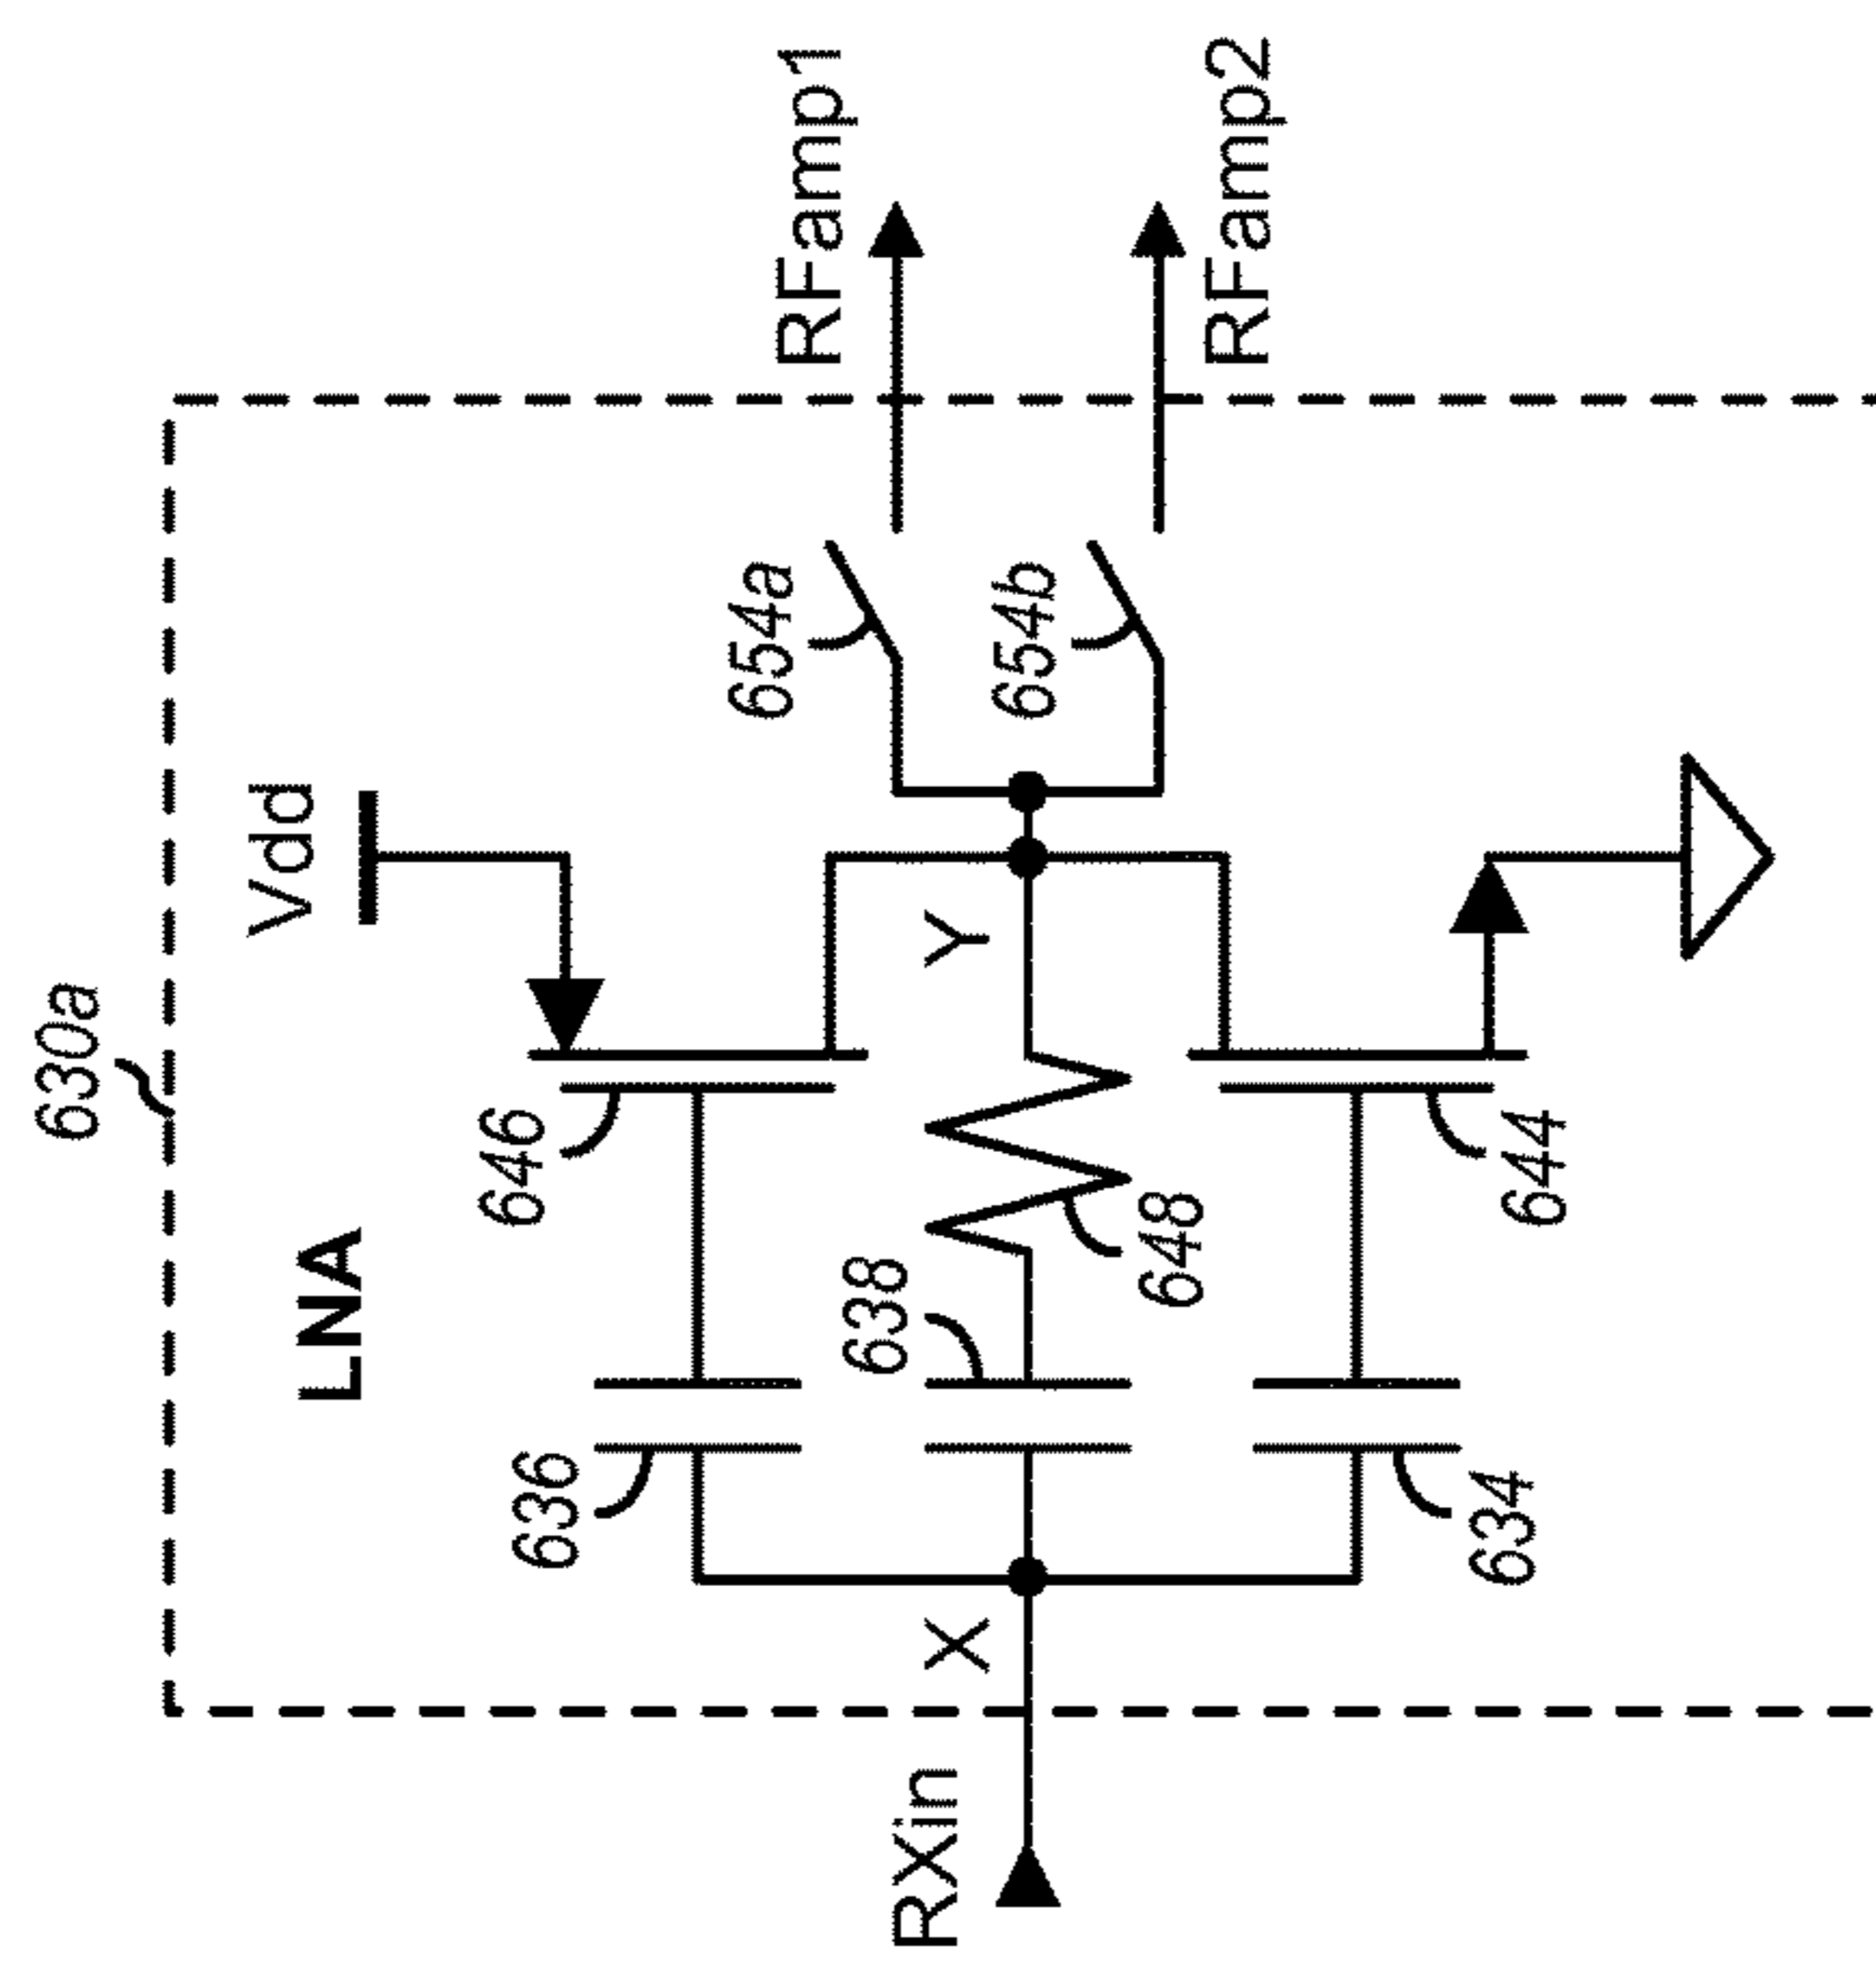 630a
LNA
Vdd
646
636
654a
RFamp1
638
RXin
X
Y
654b
648
RFamp2
634
644